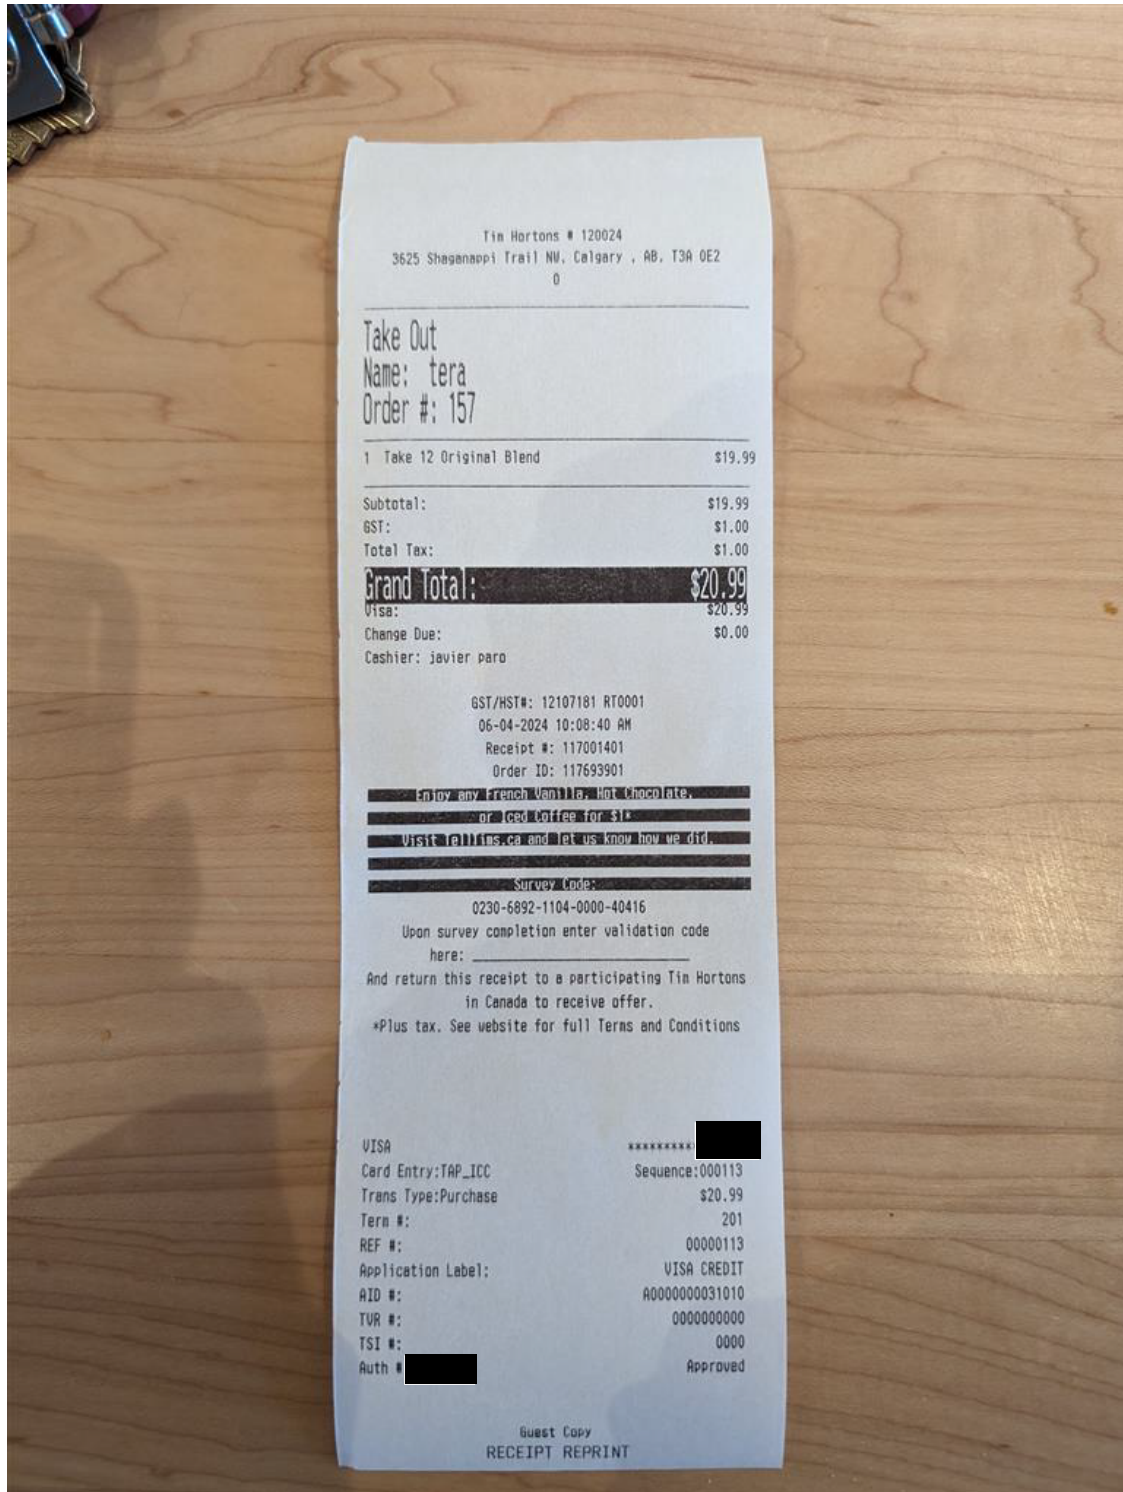 Tim Hortons # 120024
3625 Shaganappi Trail NW, Calgary , AB, T3A 0E2
0
Take Out
Name: tera
Order #: 157
1 Take 12 Original Blend $19.99
Subtotal: $19.99
GST: $1.00
Total Tax: $1.00
Grand Total: $20.99
Visa: $20.99
Change Due: $0.00
Cashier: javier paro
GST/HST#: 12107181 RT0001
06-04-2024 10:08:40 AM
Receipt #: 117001401
Order ID: 117693901
Enjoy any French Vanilla, Hot Chocolate,
or Iced Coffee for $1*
Visit TellTims.ca and let us know how we did.
Survey Code:
0230-6892-1104-0000-40416
Upon survey completion enter validation code
here:
And return this receipt to a participating Tim Hortons
in Canada to receive offer.
*Plus tax. See website for full Terms and Conditions
VISA **********
Card Entry:TAP_ICC Sequence:000113
Trans Type:Purchase $20.99
Term #: 201
REF #: 00000113
Application Label: VISA CREDIT
AID #: A0000000031010
TVR #: 0000000000
TSI #: 0000
Auth # Approved
Guest Copy
RECEIPT REPRINT